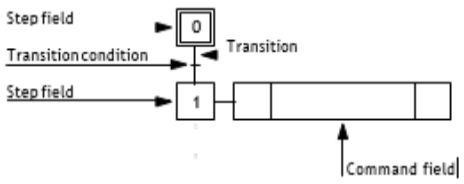 Step field
0
Transition
Transition condition
Step field
1
Command field